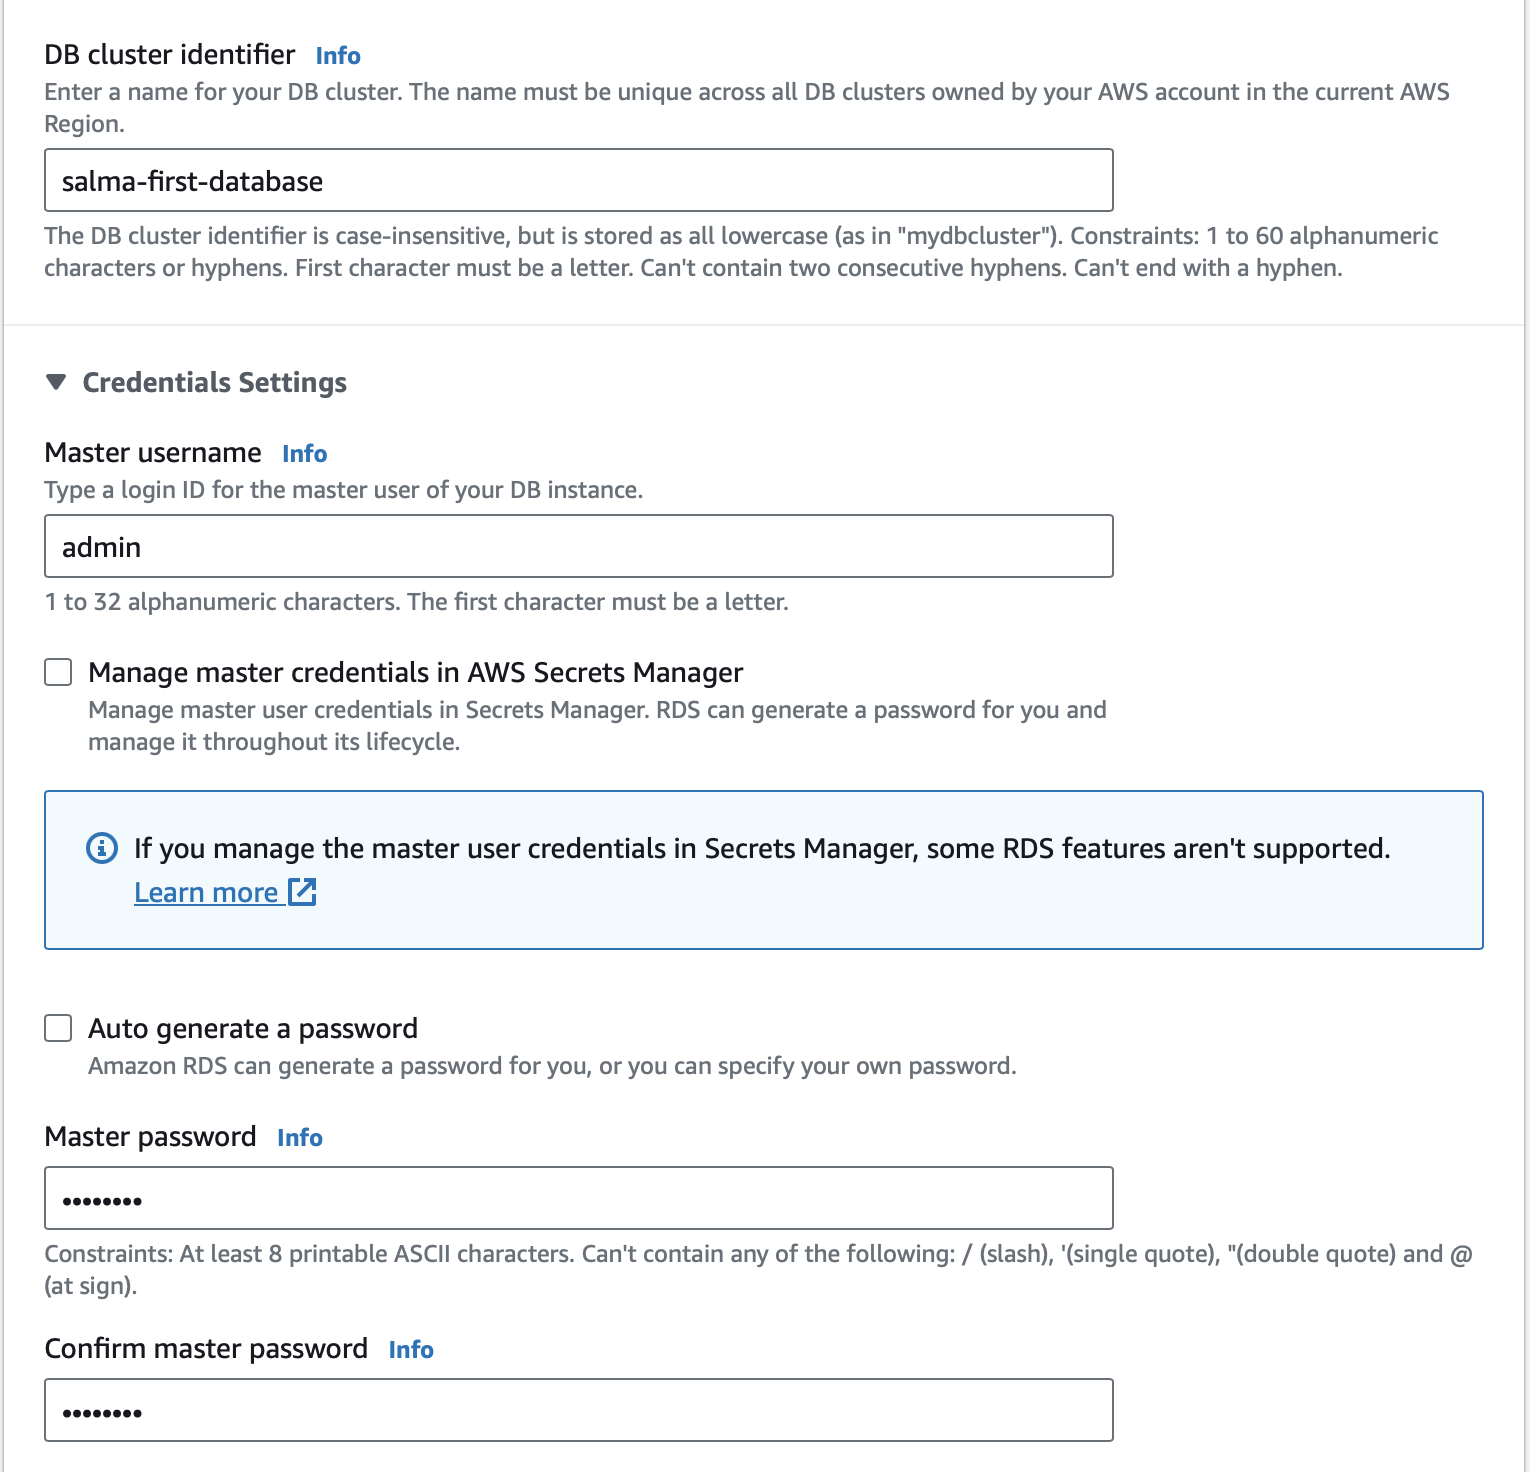 DB cluster identifier Info
Enter a name for your DB cluster. The name must be unique across all DB clusters owned by your AWS account in the current AWS
Region.
salma-first-database
The DB cluster identifier is case-insensitive, but is stored as all lowercase (as in "mydbcluster"). Constraints: 1 to 60 alphanumeric
characters or hyphens. First character must be a letter. Can't contain two consecutive hyphens. Can't end with a hyphen.
Credentials Settings
Master username Info
Type a login ID for the master user of your DB instance.
admin
1 to 32 alphanumeric characters. The first character must be a letter.
Manage master credentials in AWS Secrets Manager
Manage master user credentials in Secrets Manager. RDS can generate a password for you and
manage it throughout its lifecycle.
If you manage the master user credentials in Secrets Manager, some RDS features aren't supported.
Learn more
Auto generate a password
Amazon RDS can generate a password for you, or you can specify your own password.
Master password Info
••••••••
Constraints: At least 8 printable ASCII characters. Can't contain any of the following: / (slash), '(single quote), "(double quote) and @
(at sign).
Confirm master password Info
••••••••